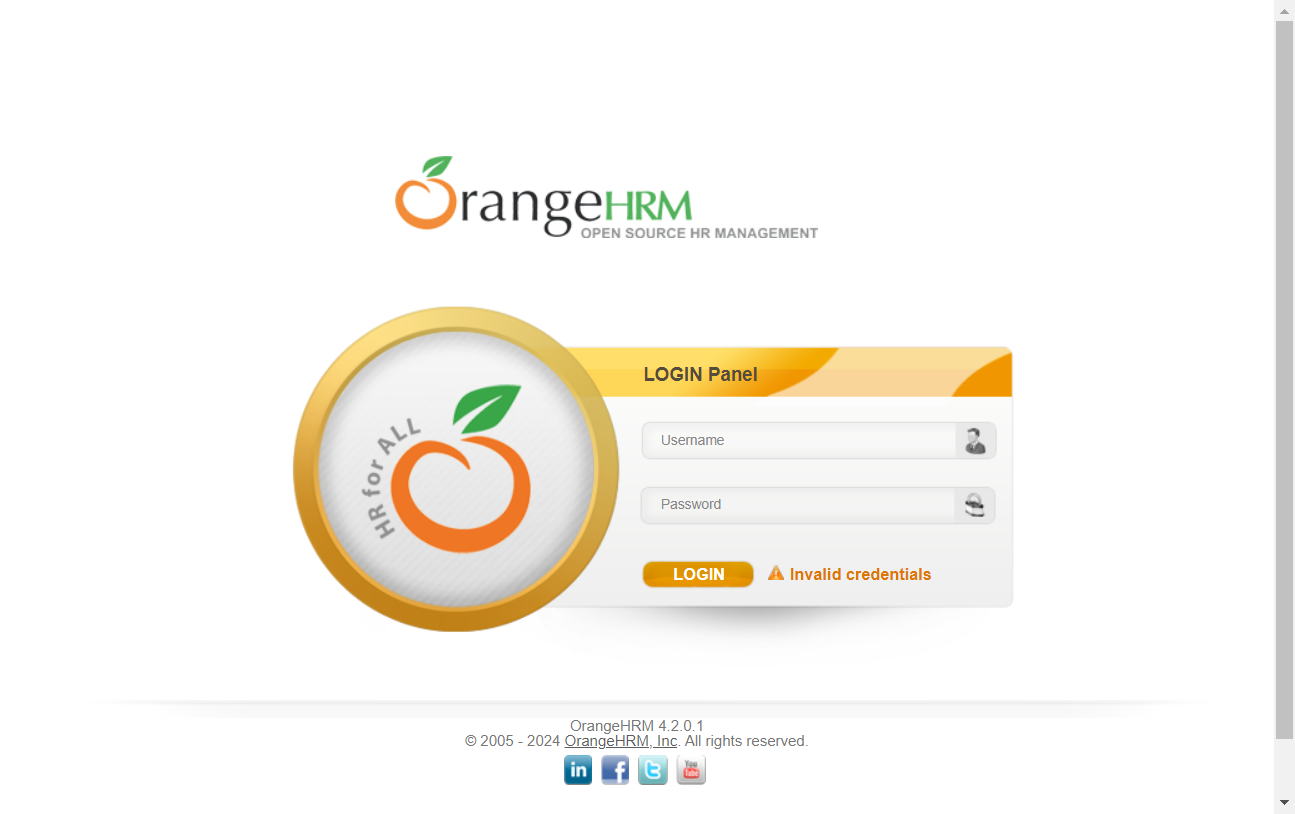 OrangeHRM
OPEN SOURCE HR MANAGEMENT
HR for ALL
LOGIN Panel
Username
Password
LOGIN
Invalid credentials
OrangeHRM 4.2.0.1
© 2005 - 2024 OrangeHRM, Inc. All rights reserved.
in
f
t
You
Tube